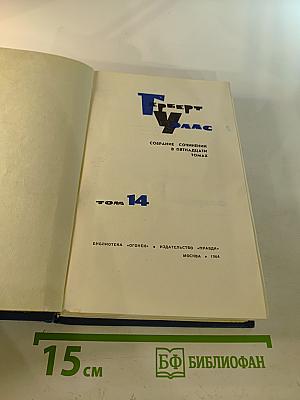 Герберт
Уэллс
СОБРАНИЕ СОЧИНЕНИЙ
В ПЯТНАДЦАТИ
ТОМАХ
ТОМ 14
БИБЛИОТЕКА «ОГОНЕК» • ИЗДАТЕЛЬСТВО «ПРАВДА»
МОСКВА • 1964
15 см
БФ БИБЛИОФАН